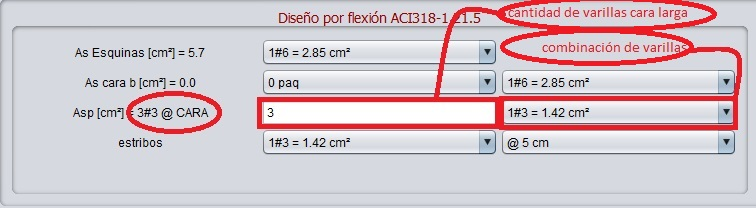 Diseño por flexión ACI318-1 21.5
cantidad de varillas cara larga
As Esquinas [cm²] = 5.7
1#6 = 2.85 cm²
combinación de varillas
As cara b [cm²] = 0.0
0 paq
1#6 = 2.85 cm²
Asp [cm²] = 3#3 @ CARA
3
1#3 = 1.42 cm²
estribos
1#3 = 1.42 cm²
@ 5 cm